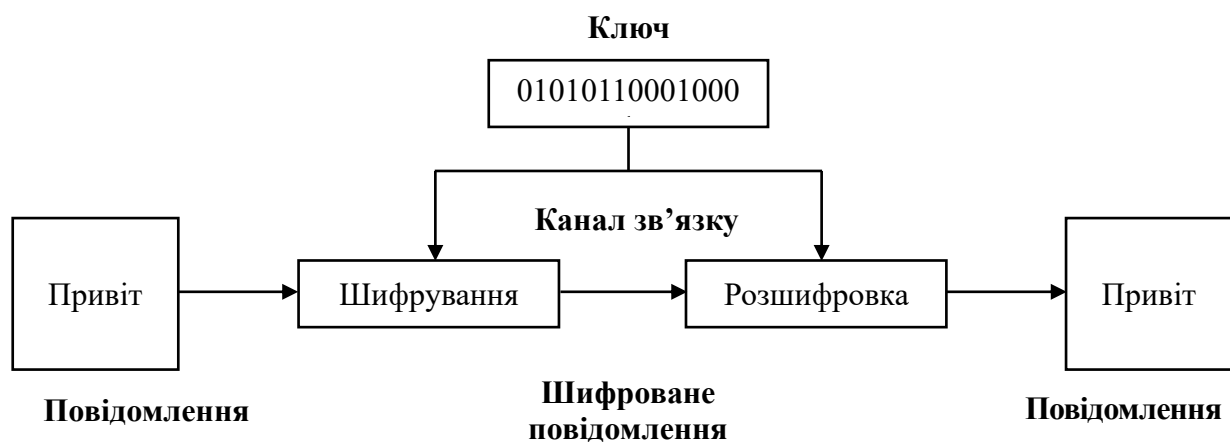 Ключ
01010110001000
Канал зв’язку
Привіт
Шифрування
Розшифровка
Привіт
Повідомлення
Шифроване
повідомлення
Повідомлення